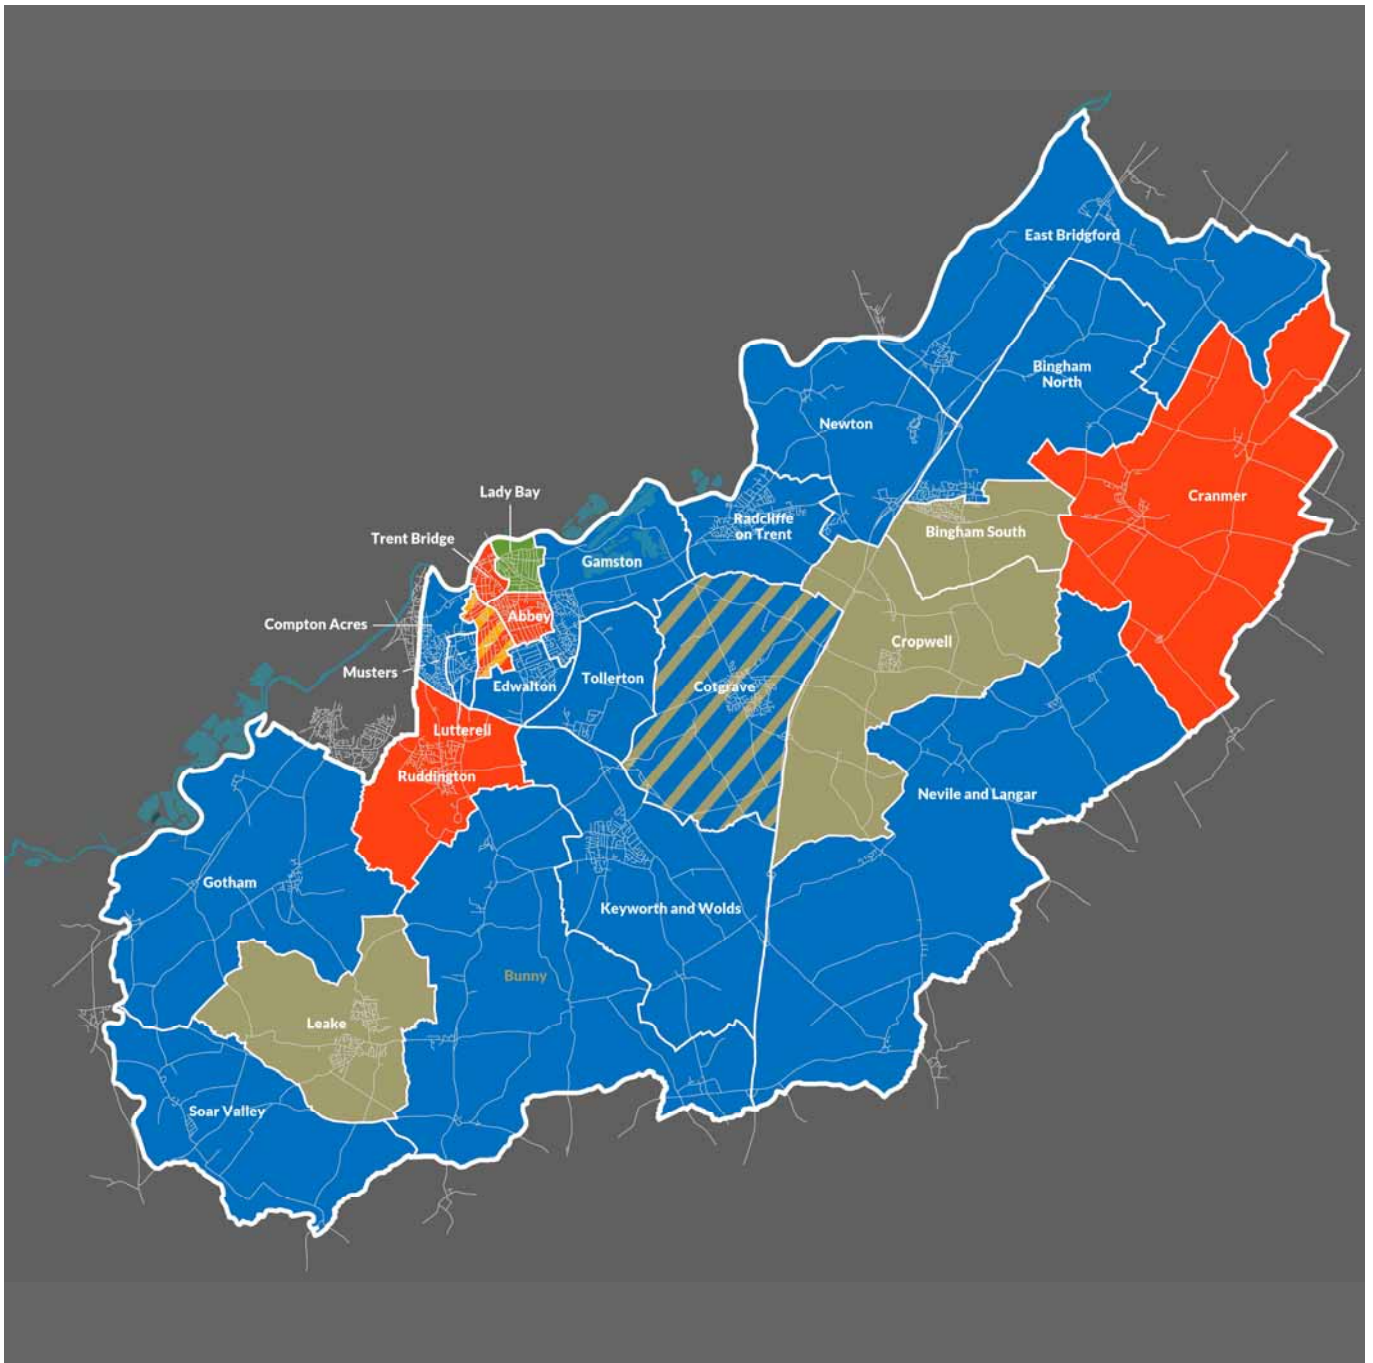 East Bridgford
Bingham
North
Newton
Lady Bay
Cranmer
Radcliffe
on Trent
Bingham South
Trent Bridge
Gamston
Compton Acres
Abbey
Cropwell
Musters
Tollerton
Edwalton
Cotgrave
Lutterell
Ruddington
Nevile and Langar
Gotham
Keyworth and Wolds
Bunny
Leake
Soar Valley